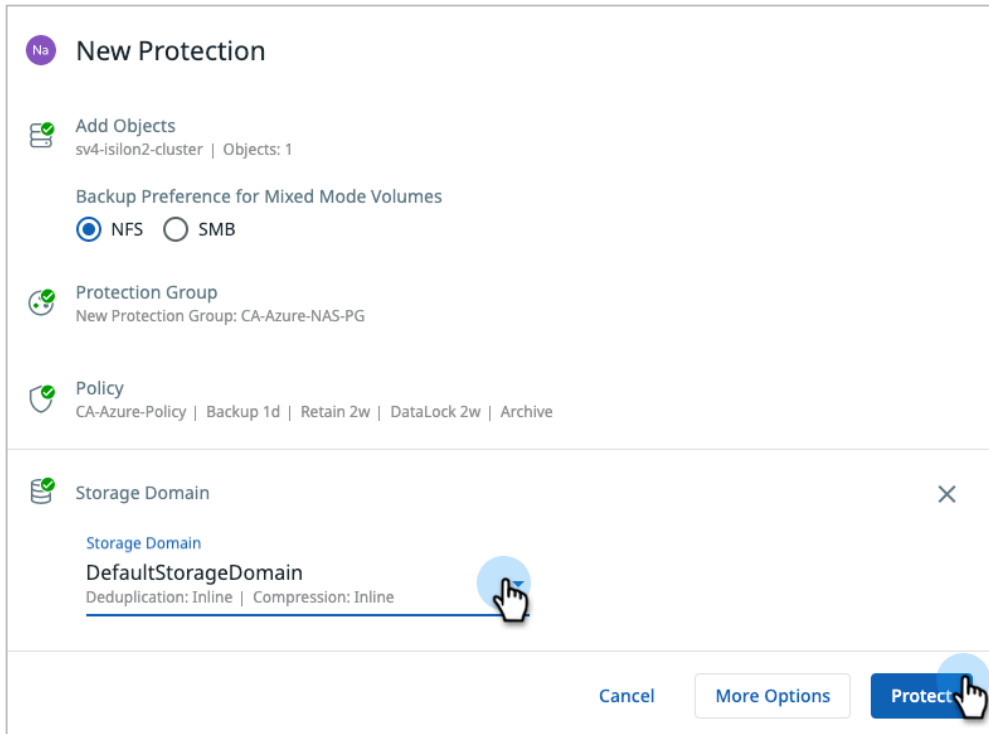 Na New Protection
Add Objects
sv4-isilon2-cluster | Objects: 1
Backup Preference for Mixed Mode Volumes
NFS SMB
Protection Group
New Protection Group: CA-Azure-NAS-PG
Policy
CA-Azure-Policy | Backup 1d | Retain 2w | DataLock 2w | Archive
Storage Domain
Storage Domain
DefaultStorageDomain
Deduplication: Inline | Compression: Inline
Cancel More Options Protect